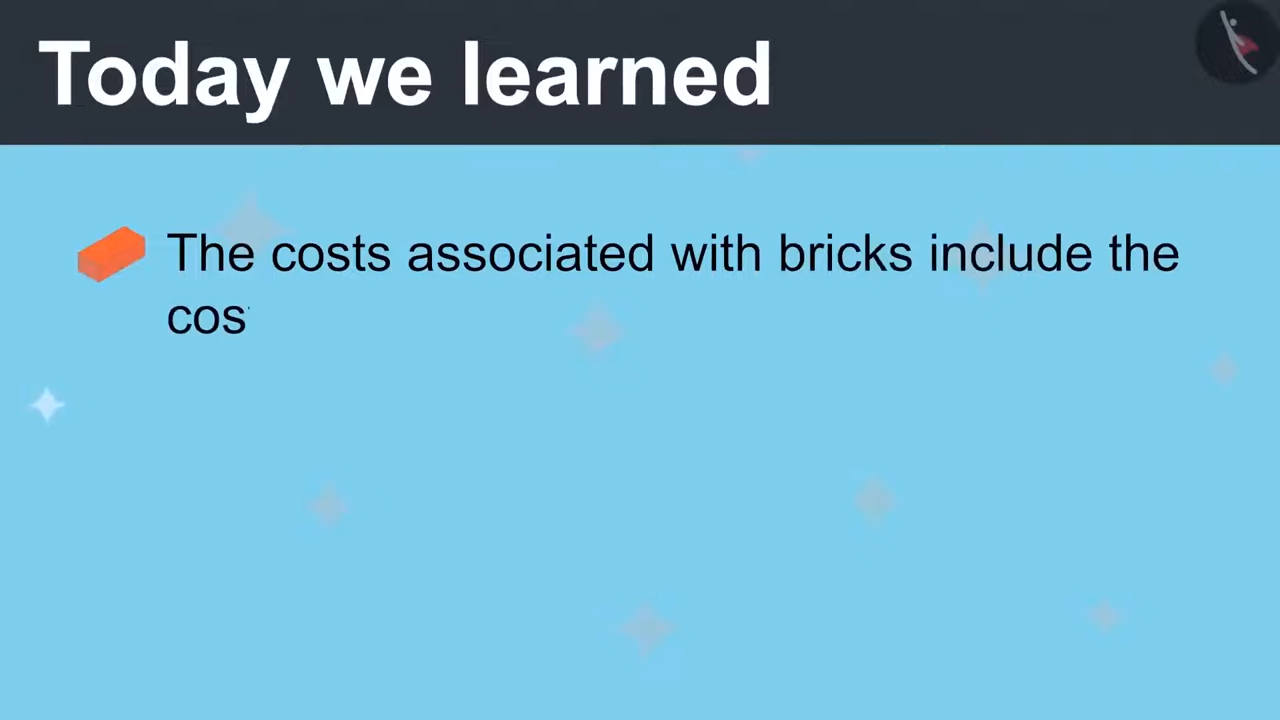 Today we learned
The costs associated with bricks include the
cos